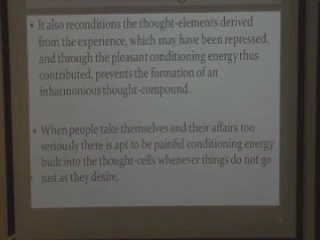 • It also reconditions the thought-elements derived
from the experience, which may have been repressed,
and through the pleasant conditioning energy thus
contributed, prevents the formation of an
inharmonious thought-compound.
• When people take themselves and their affairs too
seriously there is apt to be painful conditioning energy
built into the thought-cells whenever things do not go
• just as they desire.